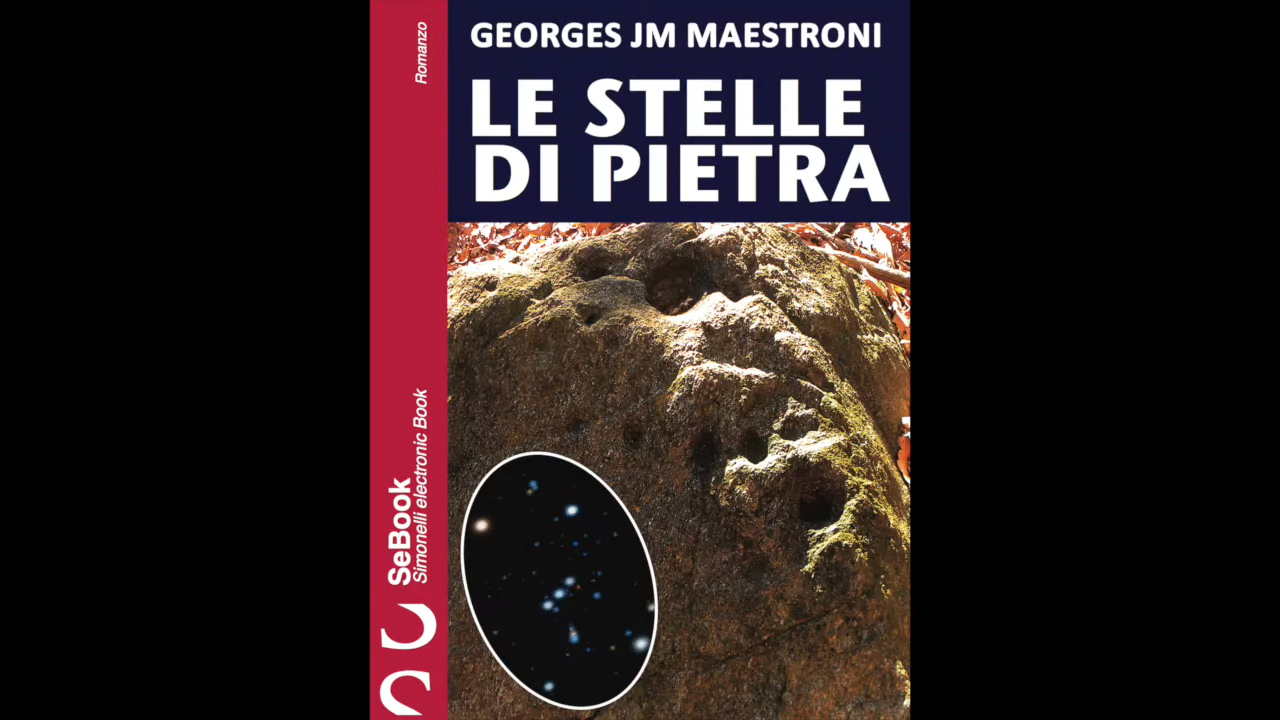 GEORGES JM MAESTRONI
LE STELLE
DI PIETRA
Romanzo
SeBook
Simonelli electronic Book